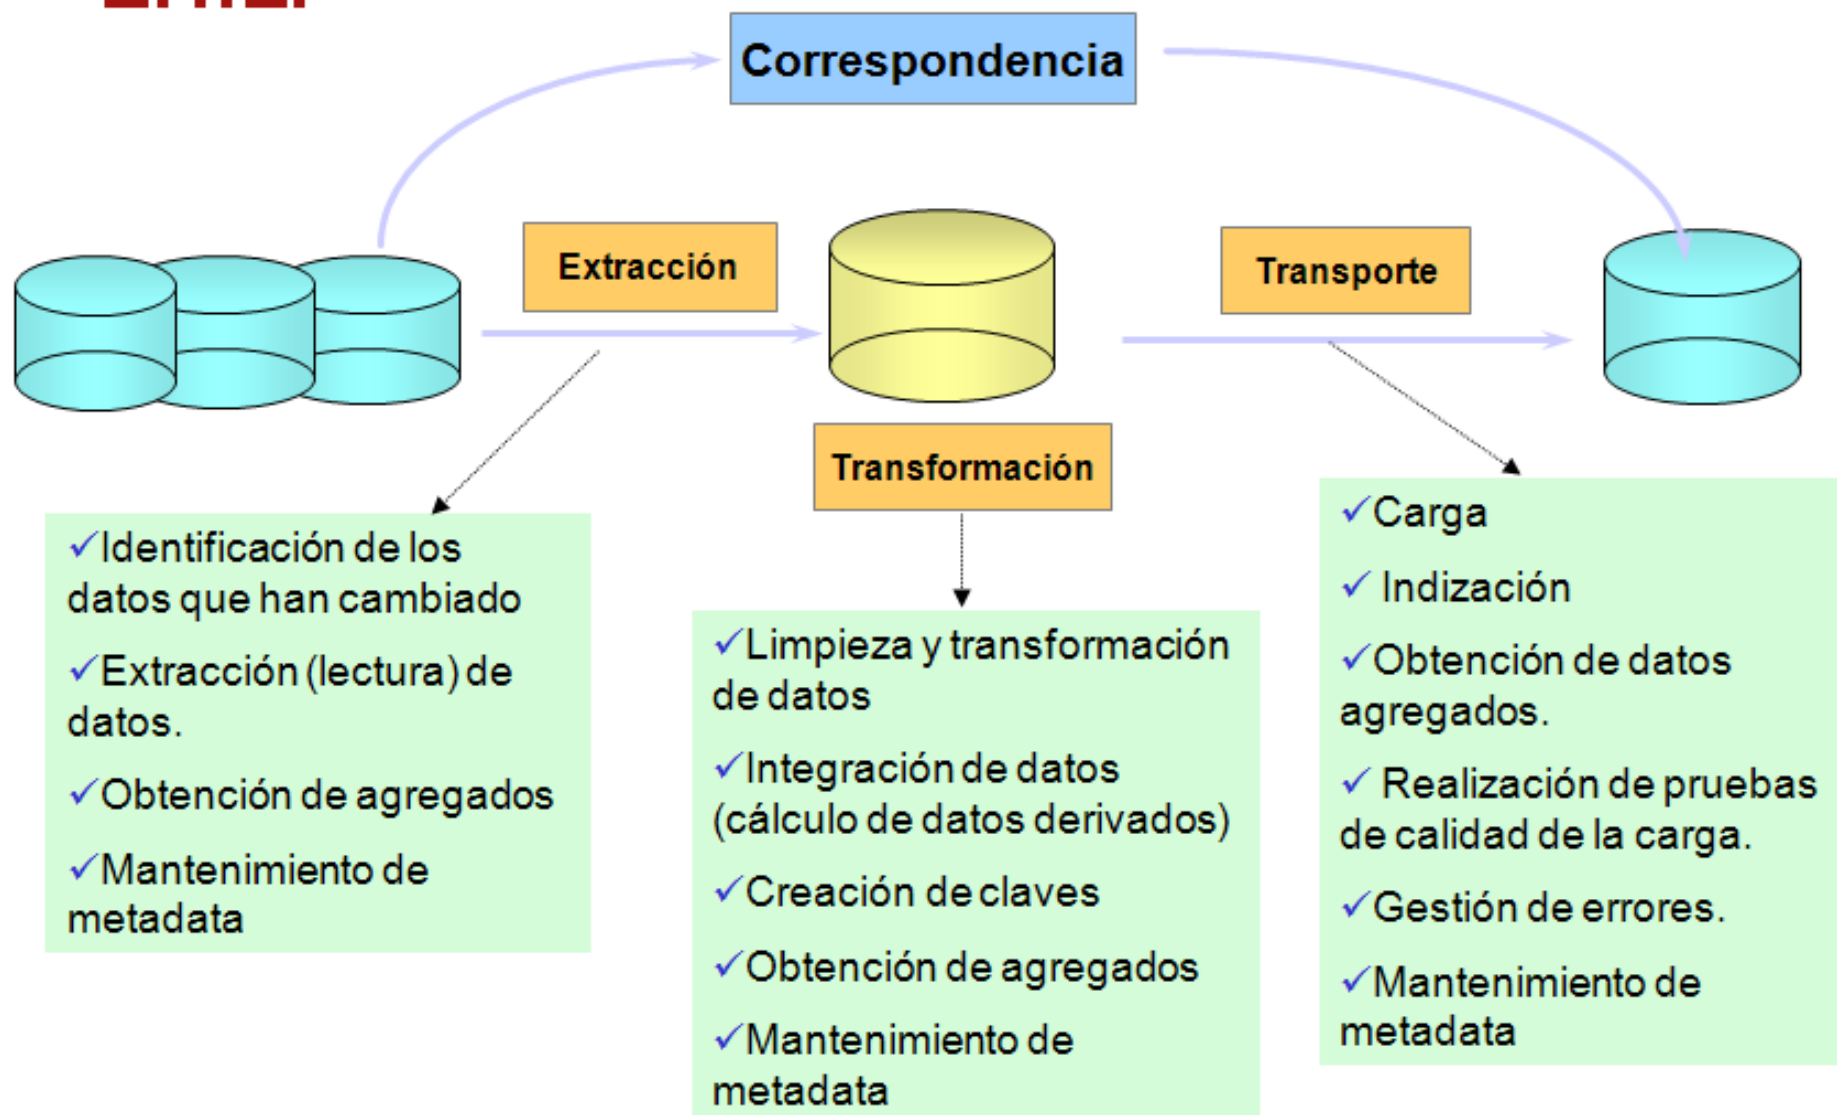 Correspondencia
Extracción
Transporte
Transformación
✓Identificación de los
datos que han cambiado
✓Extracción (lectura) de
datos.
✓Obtención de agregados
✓Mantenimiento de
metadata
✓Limpieza y transformación
de datos
✓Integración de datos
(cálculo de datos derivados)
✓Creación de claves
✓Obtención de agregados
✓Mantenimiento de
metadata
✓Carga
✓ Indización
✓Obtención de datos
agregados.
✓ Realización de pruebas
de calidad de la carga.
✓Gestión de errores.
✓Mantenimiento de
metadata